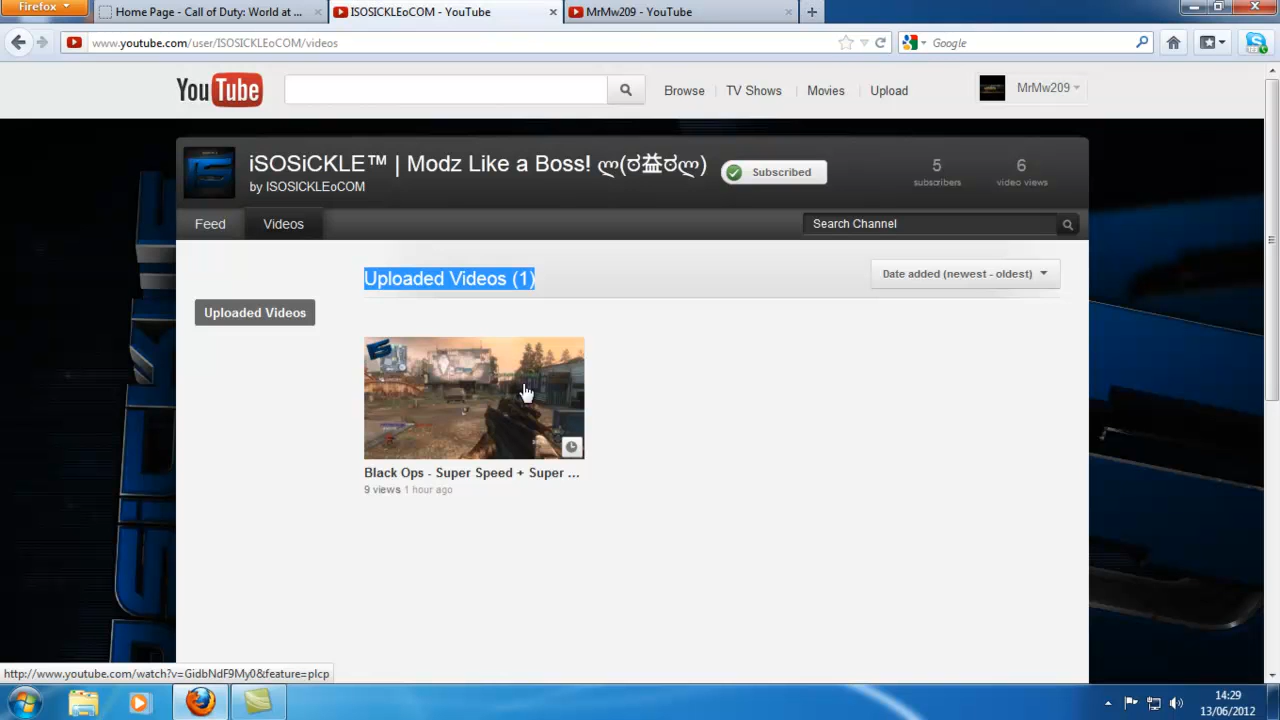 Firefox
Home Page - Call of Duty: World at ...
ISOSICKLEoCOM - YouTube
MrMw209 - YouTube
www.youtube.com/user/ISOSICKLEoCOM/videos
Google
YouTube
Browse
TV Shows
Movies
Upload
MrMw209
iSOSiCKLE™ | Modz Like a Boss! ლ(ಠ益ಠლ)
by ISOSICKLEoCOM
Subscribed
5
subscribers
6
video views
Feed
Videos
Search Channel
Uploaded Videos (1)
Date added (newest - oldest)
Uploaded Videos
Black Ops - Super Speed + Super ...
9 views 1 hour ago
http://www.youtube.com/watch?v=GidbNdF9My0&feature=plcp
14:29
13/06/2012